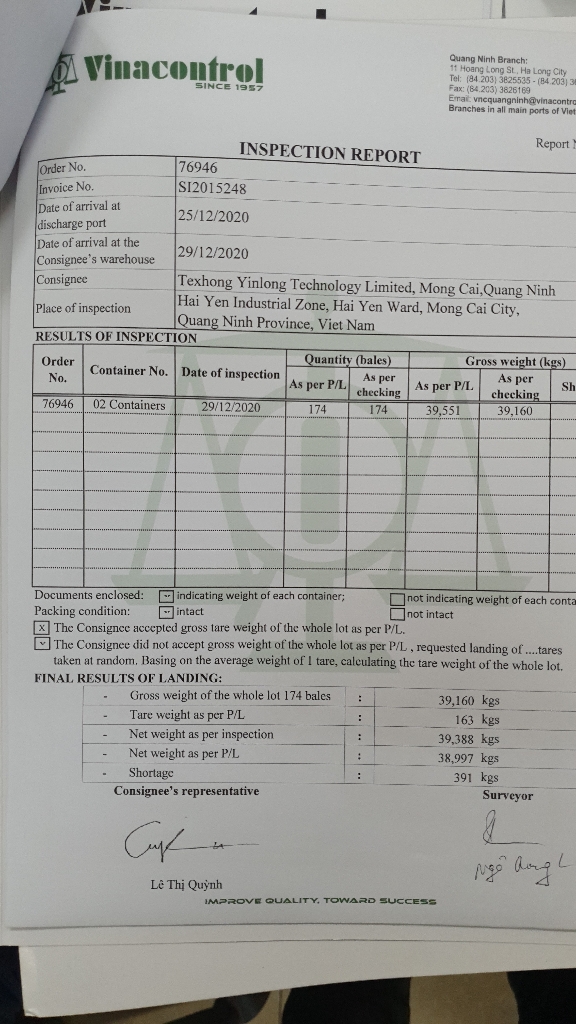 Vinacontrol
SINCE 1957
Quang Ninh Branch:
11 Hoang Long St., Ha Long City
Tel: (84.203) 3825535 - (84.203) 3
Fax: (84.203) 3826169
Email: vncquangninh@vinacontro
Branches in all main ports of Viet
Report N
INSPECTION REPORT
Order No. 76946
Invoice No. SI2015248
Date of arrival at discharge port 25/12/2020
Date of arrival at the Consignee's warehouse 29/12/2020
Consignee Texhong Yinlong Technology Limited, Mong Cai,Quang Ninh
Place of inspection Hai Yen Industrial Zone, Hai Yen Ward, Mong Cai City,
Quang Ninh Province, Viet Nam
RESULTS OF INSPECTION
Order No. Container No. Date of inspection Quantity (bales) Gross weight (kgs)
As per P/L As per checking As per P/L As per checking Sh
76946 02 Containers 29/12/2020 174 174 39,551 39,160
Documents enclosed: -- indicating weight of each container; not indicating weight of each conta
Packing condition: -- intact not intact
x The Consignee accepted gross tare weight of the whole lot as per P/L.
The Consignee did not accept gross weight of the whole lot as per P/L , requested landing of ....tares
taken at random. Basing on the average weight of 1 tare, calculating the tare weight of the whole lot.
FINAL RESULTS OF LANDING:
- Gross weight of the whole lot 174 bales : 39,160 kgs
- Tare weight as per P/L : 163 kgs
- Net weight as per inspection : 39,388 kgs
- Net weight as per P/L : 38,997 kgs
- Shortage : 391 kgs
Consignee's representative Surveyor
Ngô
Lê Thị Quỳnh
IMPROVE QUALITY, TOWARD SUCCESS